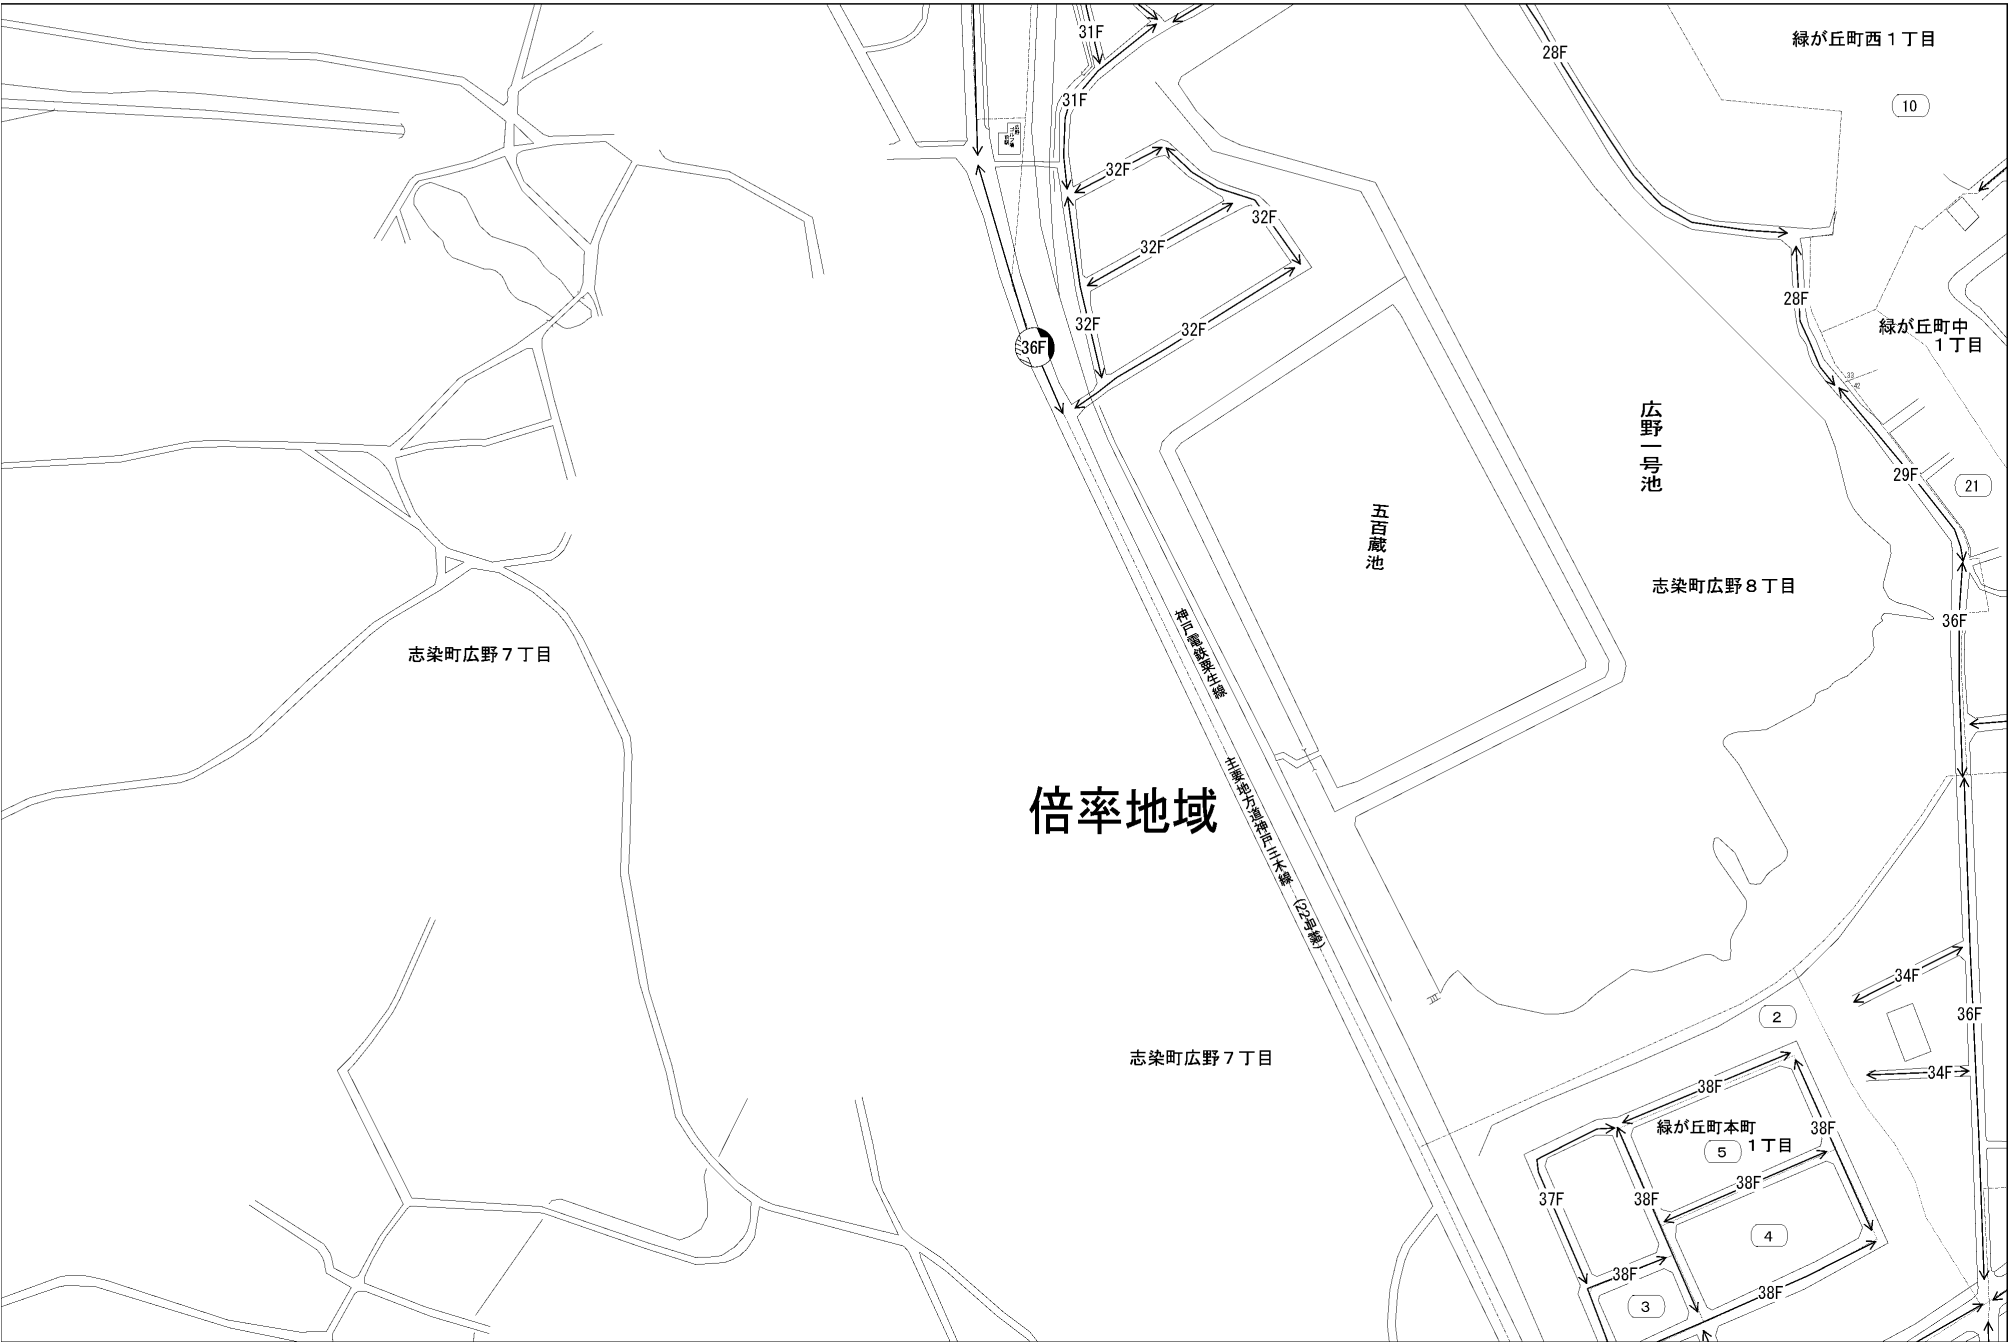 31F
28F
緑が丘町西１丁目
31F
10
32F
32F
32F
28F
32F
32F
緑が丘町中
１丁目
36F
33
42
広野一号池
29F
21
五百蔵池
志染町広野８丁目
36F
神戸電鉄粟生線
志染町広野７丁目
主要地方道神戸三木線 (22号線)
倍率地域
34F
2
36F
志染町広野７丁目
34F
38F
緑が丘町本町
１丁目
38F
5
38F
37F
38F
4
38F
38F
3